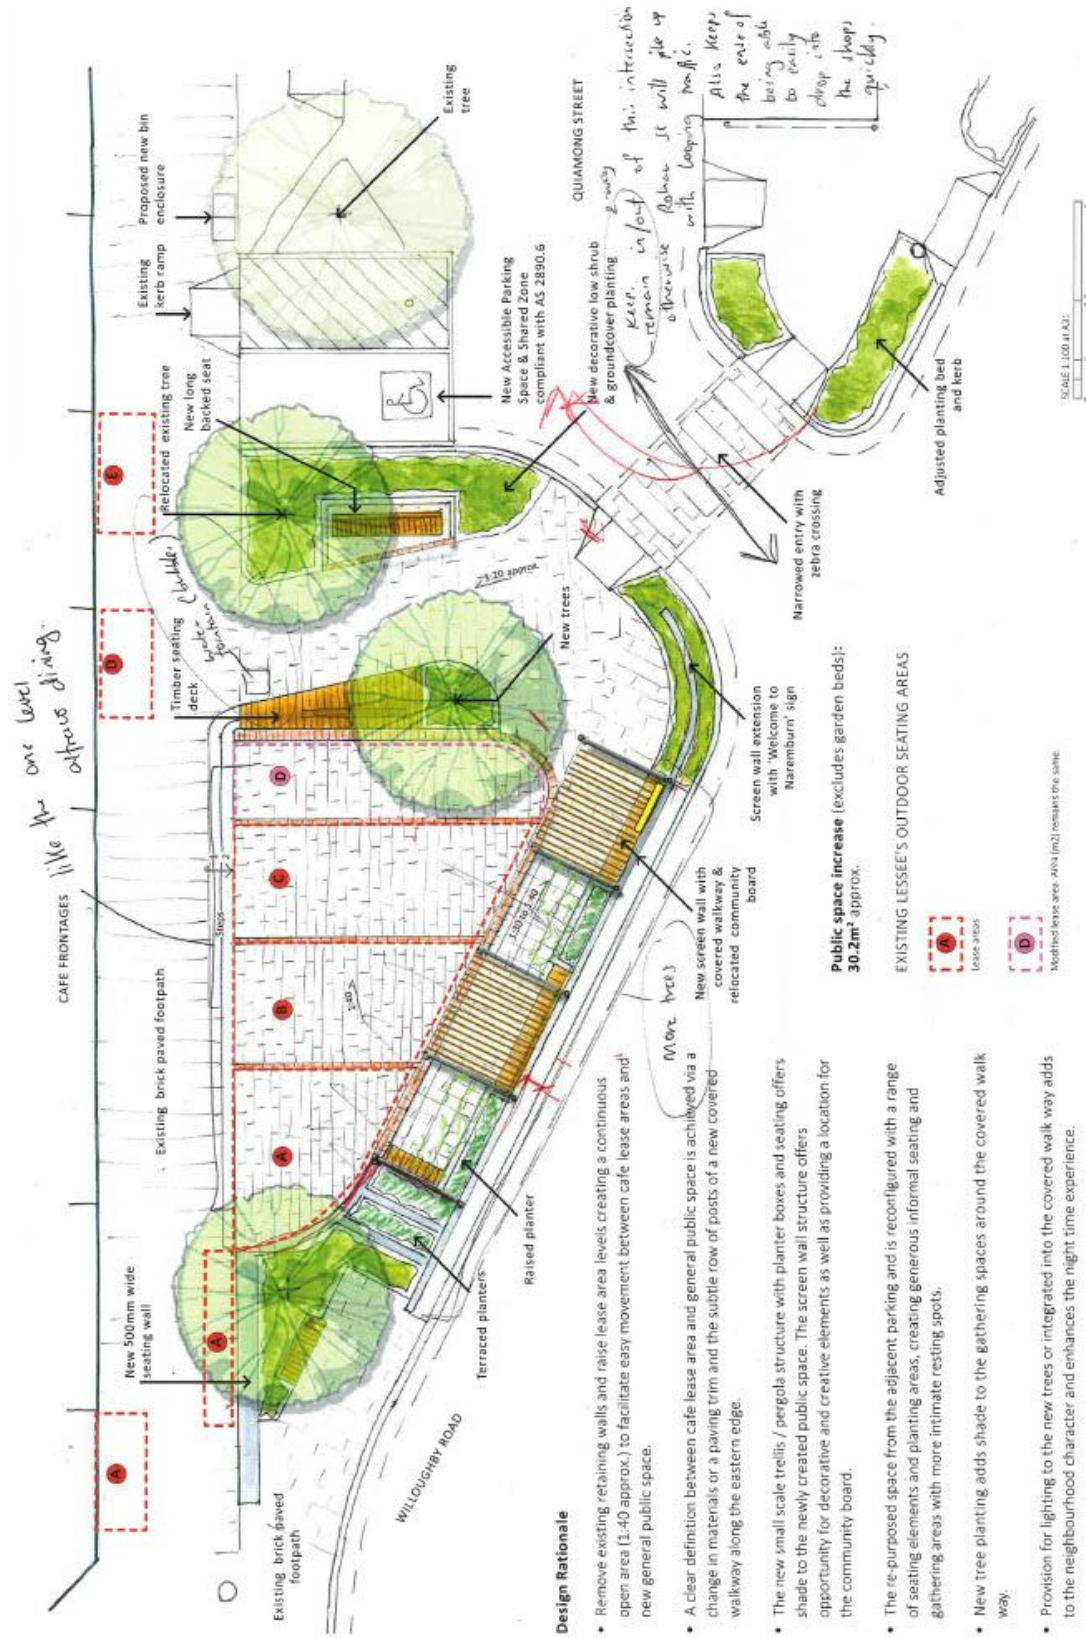 like the one level
alfresco dining.
CAFE FRONTAGES
Existing brick paved footpath
Steps
New 500mm wide
seating wall
Existing brick paved
footpath
WILLOUGHBY ROAD
Terraced planters
Raised planter
A
A
A
B
C
D
D
E
1:40
Timber seating
deck
water
fountain
(bubbler)
Relocated existing tree
New long
backed seat
Existing
kerb ramp
Proposed new bin
enclosure
Existing
tree
New Accessible Parking
Space & Shared Zone
compliant with AS 2890.6
New decorative low shrub
& groundcover planting
QUIAMONG STREET
Keep 2-way
remain in/out of this intersection
otherwise Rohan St will pile up
with looping traffic.
Also keeps
the ease of
being able
to easily
drop into
the shops
quickly.
1:20 approx.
New trees
Narrowed entry with
zebra crossing
Adjusted planting bed
and kerb
Screen wall extension
with 'Welcome to
Naremburn' sign
New screen wall with
covered walkway &
relocated community
board
More trees
Design Rationale
• Remove existing retaining walls and raise lease area levels creating a continuous
open area (1:40 approx.) to facilitate easy movement between cafe lease areas and
new general public space.
• A clear definition between cafe lease area and general public space is achieved via a
change in materials or a paving trim and the subtle row of posts of a new covered
walkway along the eastern edge.
• The new small scale trellis / pergola structure with planter boxes and seating offers
shade to the newly created public space. The screen wall structure offers
opportunity for decorative and creative elements as well as providing a location for
the community board.
• The re-purposed space from the adjacent parking and is reconfigured with a range
of seating elements and planting areas, creating generous informal seating and
gathering areas with more intimate resting spots.
• New tree planting adds shade to the gathering spaces around the covered walk
way.
• Provision for lighting to the new trees or integrated into the covered walk way adds
to the neighbourhood character and enhances the night time experience.
Public space increase (excludes garden beds):
30.2m² approx.
EXISTING LESSEE'S OUTDOOR SEATING AREAS
A
Lease areas
D
Modified lease area. Area (m2) remains the same.
SCALE 1:100 at A3: